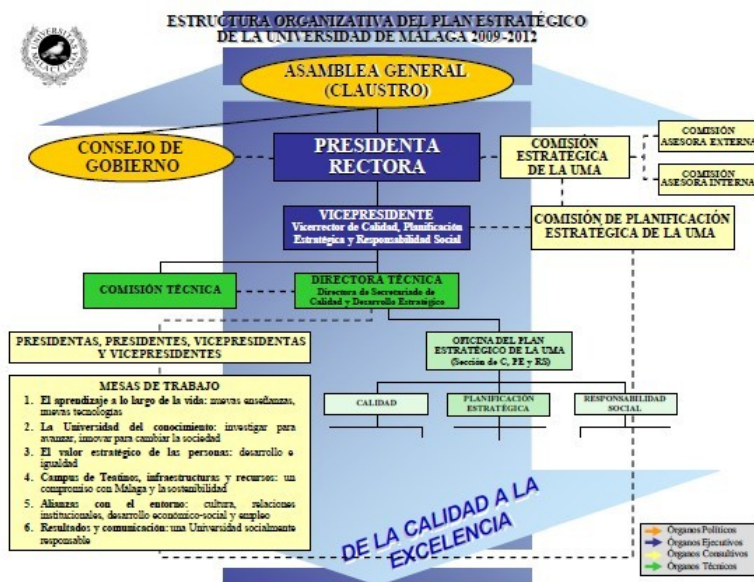 ESTRUCTURA ORGANIZATIVA DEL PLAN ESTRATÉGICO
DE LA UNIVERSIDAD DE MÁLAGA 2009-2012
UNIVERSITAS
MALACITANA
ASAMBLEA GENERAL
(CLAUSTRO)
CONSEJO DE
GOBIERNO
PRESIDENTA
RECTORA
COMISIÓN
ESTRATÉGICA
DE LA UMA
COMISIÓN
ASESORA EXTERNA
COMISIÓN
ASESORA INTERNA
VICEPRESIDENTE
Vicerrector de Calidad, Planificación
Estratégica y Responsabilidad Social
COMISIÓN DE PLANIFICACIÓN
ESTRATÉGICA DE LA UMA
COMISIÓN TÉCNICA
DIRECTORA TÉCNICA
Directora de Secretariado de
Calidad y Desarrollo Estratégico
PRESIDENTAS, PRESIDENTES, VICEPRESIDENTAS
Y VICEPRESIDENTES
OFICINA DEL PLAN
ESTRATÉGICO DE LA UMA
(Sección de C, PE y RS)
MESAS DE TRABAJO
1. El aprendizaje a lo largo de la vida: nuevas enseñanzas,
nuevas tecnologías
2. La Universidad del conocimiento: investigar para
avanzar, innovar para cambiar la sociedad
3. El valor estratégico de las personas: desarrollo e
igualdad
4. Campus de Teatinos, infraestructuras y recursos: un
compromiso con Málaga y la sostenibilidad
5. Alianzas con el entorno: cultura, relaciones
institucionales, desarrollo económico-social y empleo
6. Resultados y comunicación: una Universidad socialmente
responsable
CALIDAD
PLANIFICACIÓN
ESTRATÉGICA
RESPONSABILIDAD
SOCIAL
DE LA CALIDAD A LA
EXCELENCIA
Órganos Políticos
Órganos Ejecutivos
Órganos Consultivos
Órganos Técnicos